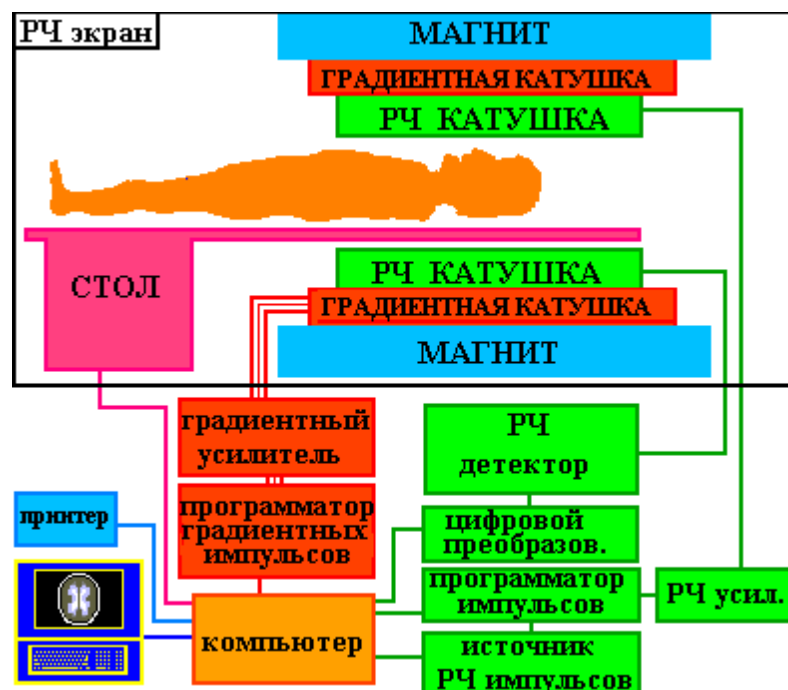 РЧ экран
МАГНИТ
ГРАДИЕНТНАЯ КАТУШКА
РЧ КАТУШКА
РЧ КАТУШКА
СТОЛ
ГРАДИЕНТНАЯ КАТУШКА
МАГНИТ
градиентный
усилитель
РЧ
детектор
принтер
программатор
градиентных
импульсов
цифровой
преобразов.
программатор
импульсов
РЧ усил.
компьютер
источник
РЧ импульсов